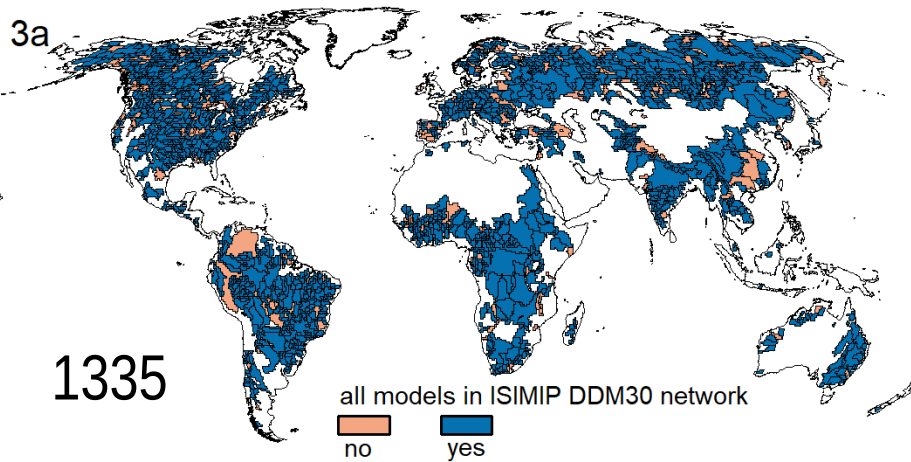 3a
1335
all models in ISIMIP DDM30 network
no yes